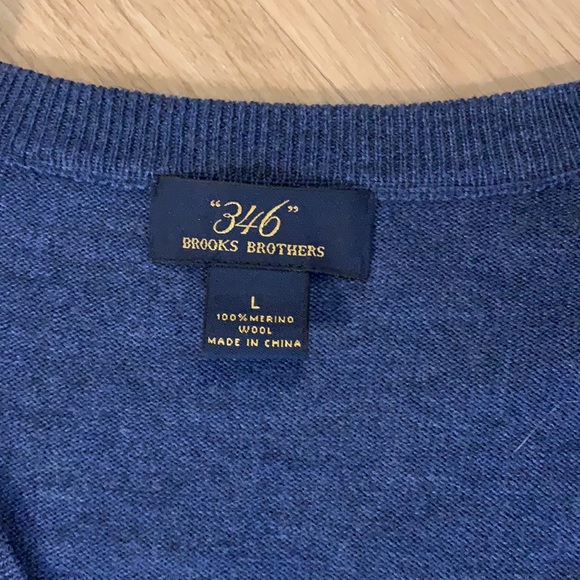 "346"
BROOKS BROTHERS
L
100% MERINO
WOOL
MADE IN CHINA